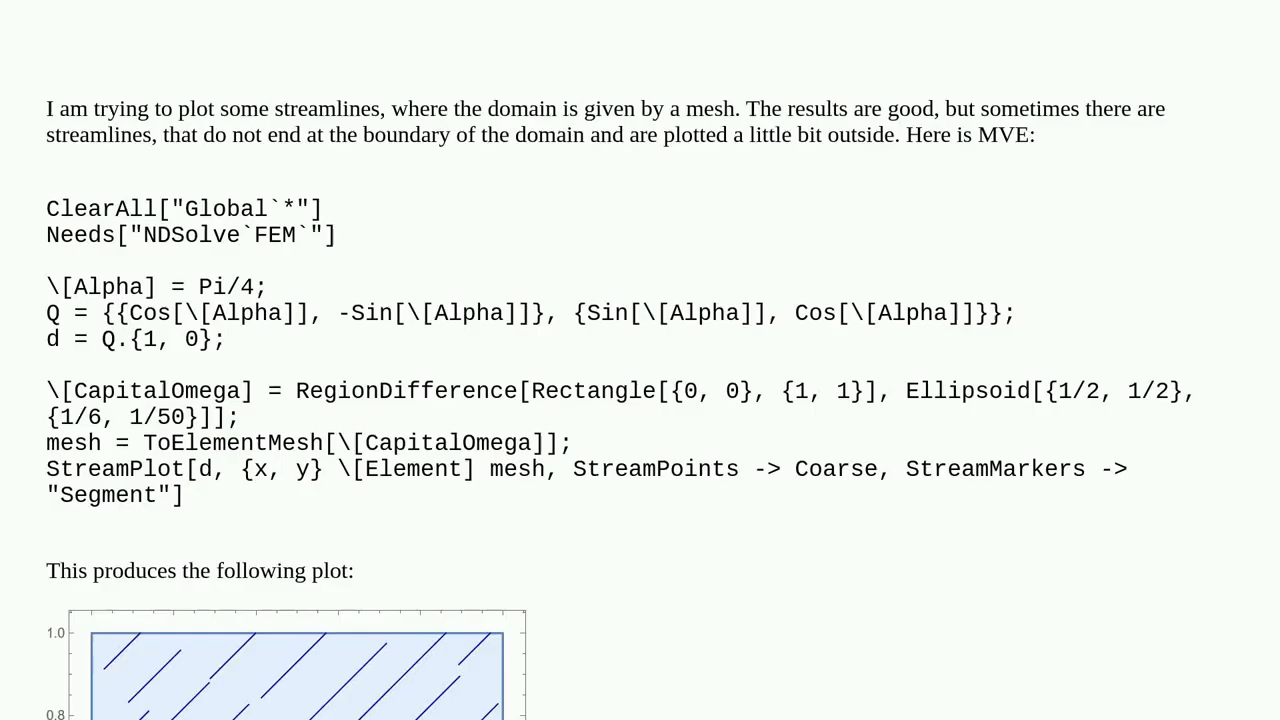 I am trying to plot some streamlines, where the domain is given by a mesh. The results are good, but sometimes there are
streamlines, that do not end at the boundary of the domain and are plotted a little bit outside. Here is MVE:
ClearAll["Global`*"]
Needs["NDSolve`FEM`"]
\[Alpha] = Pi/4;
Q = {{Cos[\[Alpha]], -Sin[\[Alpha]]}, {Sin[\[Alpha]], Cos[\[Alpha]]}};
d = Q.{1, 0};
\[CapitalOmega] = RegionDifference[Rectangle[{0, 0}, {1, 1}], Ellipsoid[{1/2, 1/2},
{1/6, 1/50}]];
mesh = ToElementMesh[\[CapitalOmega]];
StreamPlot[d, {x, y} \[Element] mesh, StreamPoints -> Coarse, StreamMarkers ->
"Segment"]
This produces the following plot:
1.0
0.8